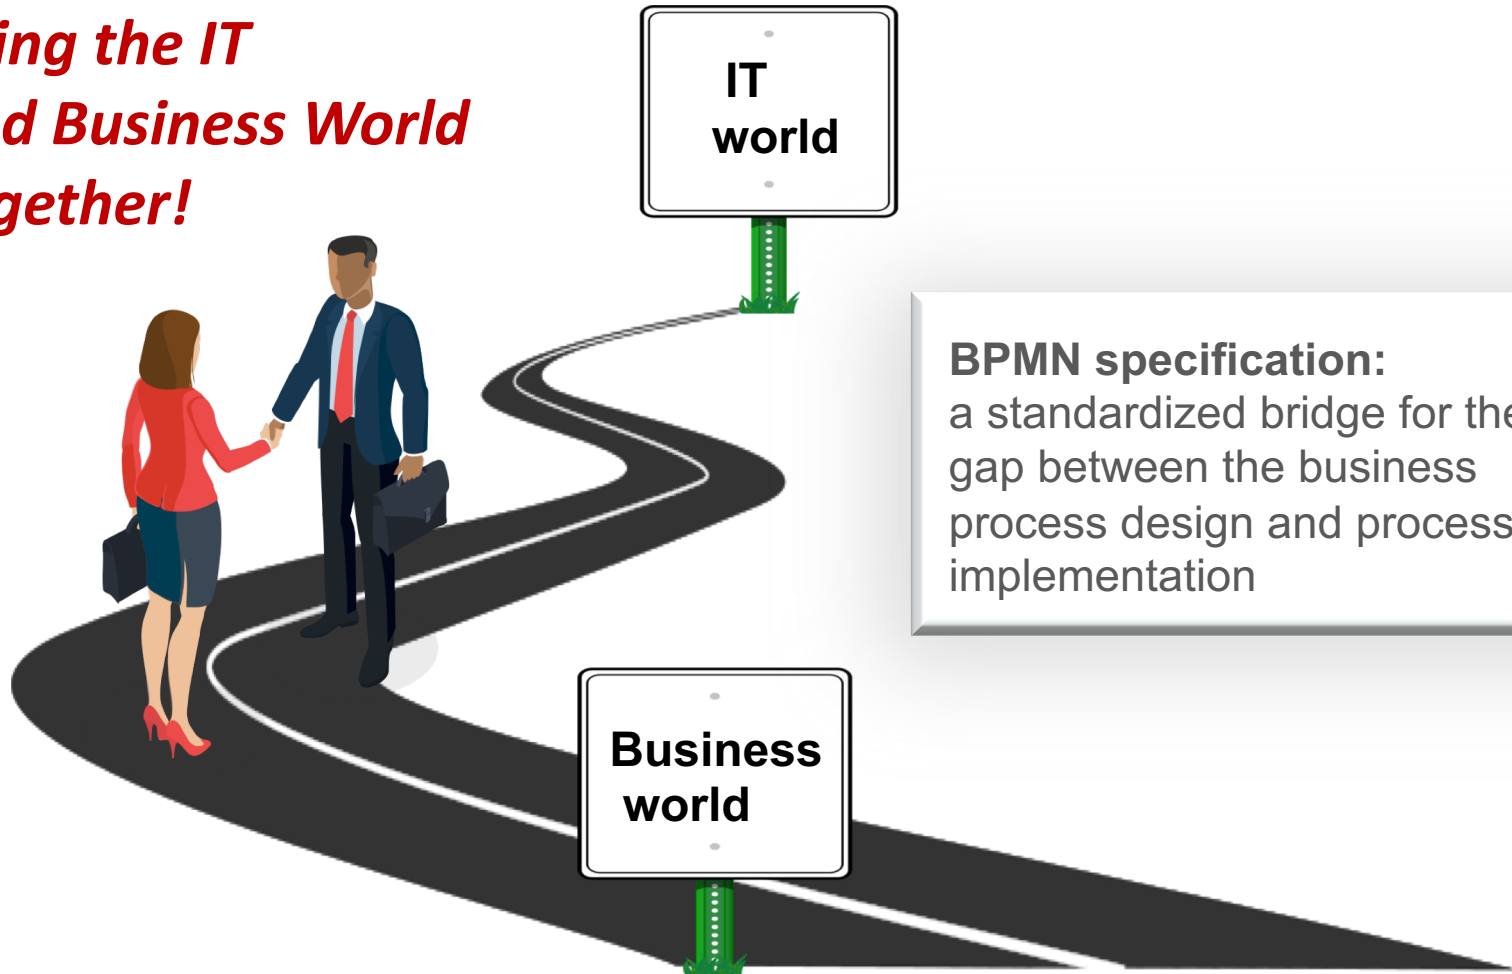 ing the IT
d Business World
gether!
IT
world
BPMN specification:
a standardized bridge for the
gap between the business
process design and process
implementation
Business
world